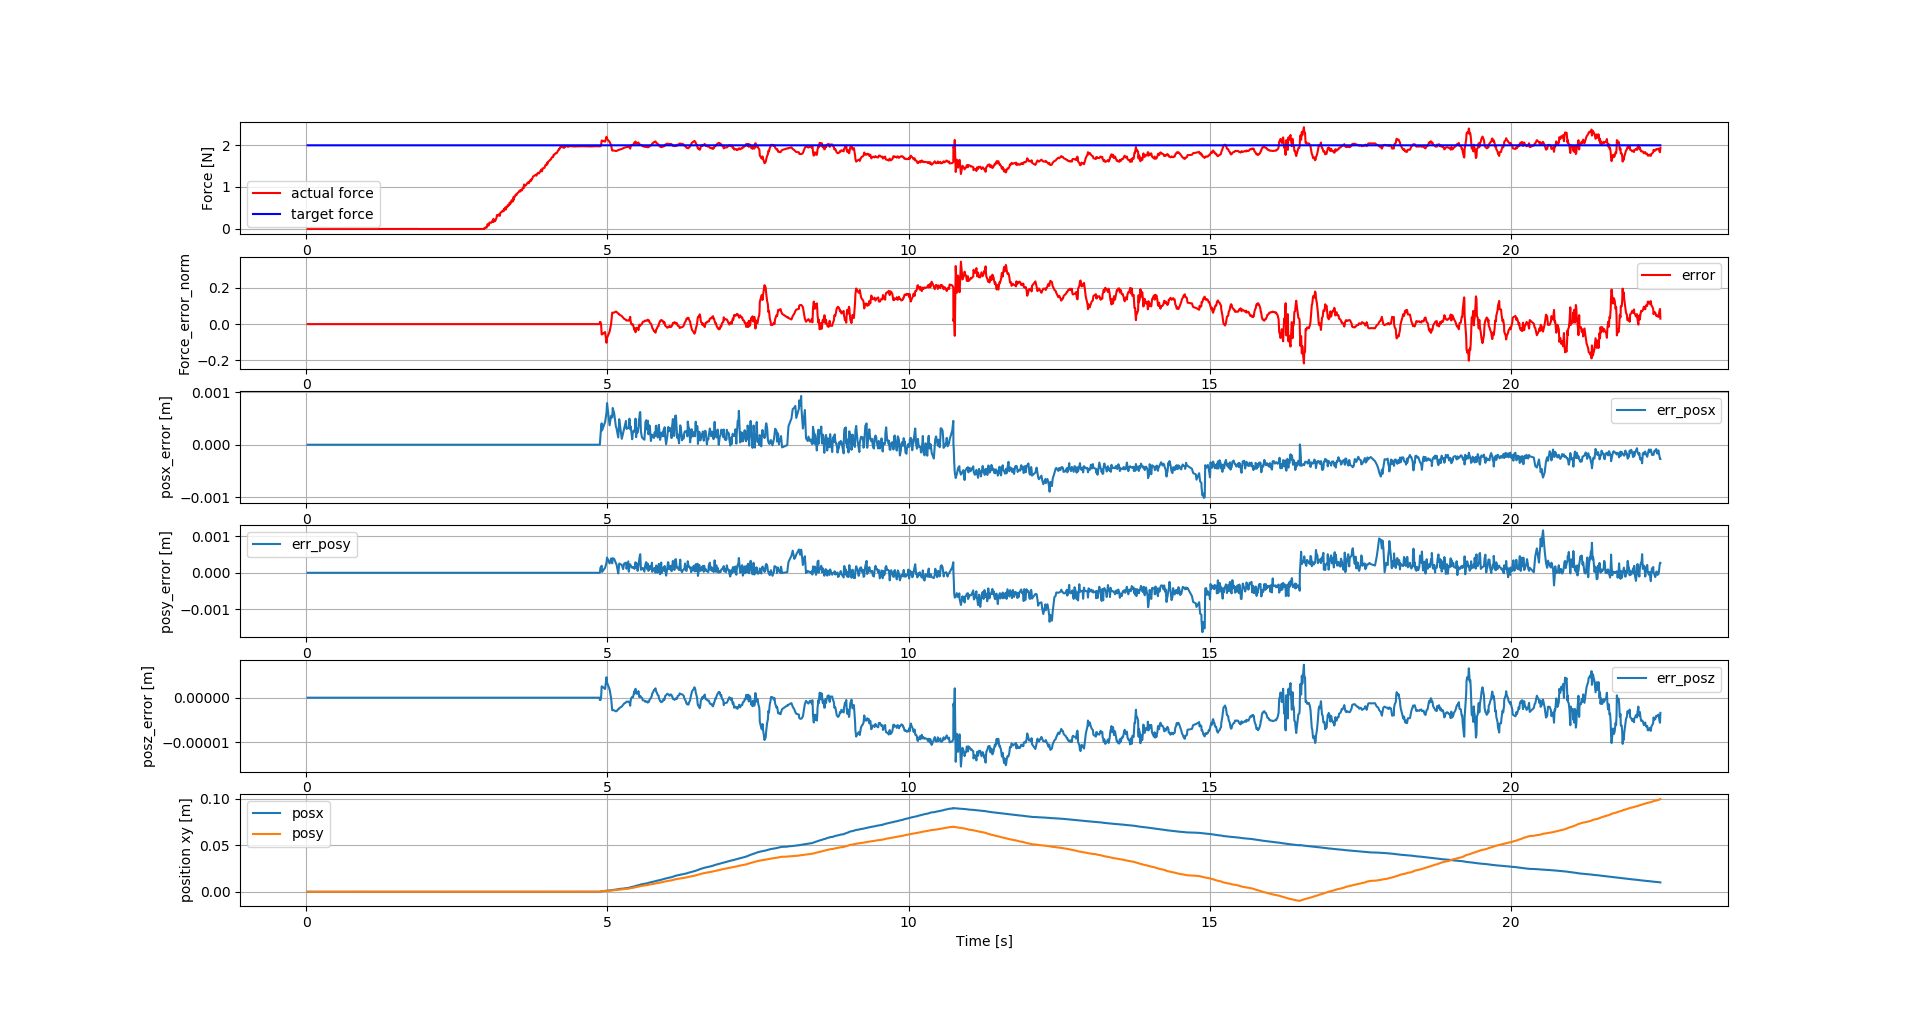 Force [N]
2
1
0
actual force
target force
0 5 10 15 20
Force_error_norm
0.2
0.0
−0.2
error
0 5 10 15 20
posx_error [m]
0.001
0.000
−0.001
err_posx
0 5 10 15 20
posy_error [m]
0.001
0.000
−0.001
err_posy
0 5 10 15 20
posz_error [m]
0.00000
−0.00001
err_posz
0 5 10 15 20
position xy [m]
0.10
0.05
0.00
posx
posy
0 5 10 15 20
Time [s]